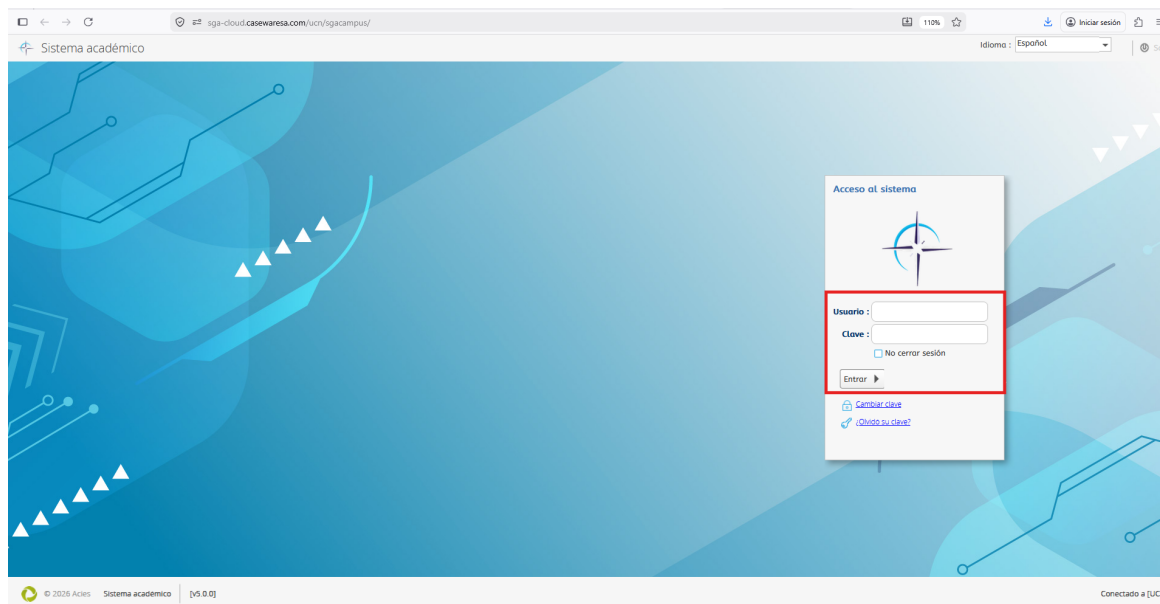 sga-cloud.casewaresa.com/ucn/sgacampus/
110%
Iniciar sesión
Sistema académico
Idioma : Español
Acceso al sistema
Usuario :
Clave :
No cerrar sesión
Entrar
Cambiar clave
¿Olvidó su clave?
© 2026 Acies Sistema académico [v5.0.0]
Conectado a [UC